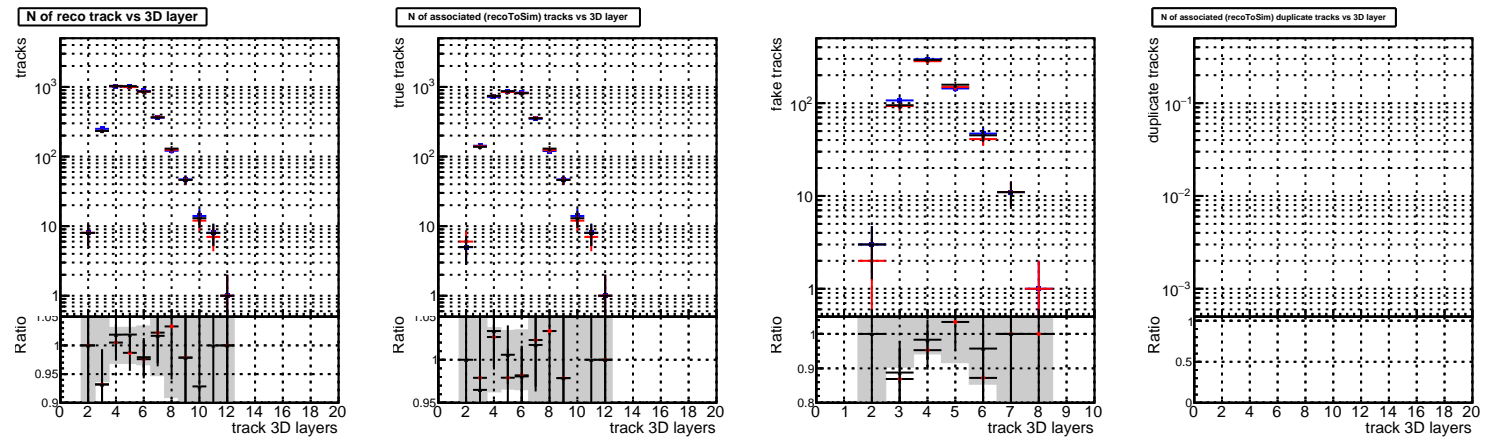 N of reco track vs 3D layer
tracks
10³
10²
10
1
Ratio
1.05
1
0.95
0.9
0 2 4 6 8 10 12 14 16 18 20
track 3D layers
N of associated (recoToSim) tracks vs 3D layer
true tracks
10³
10²
10
1
Ratio
1.05
1
0.95
0 2 4 6 8 10 12 14 16 18 20
track 3D layers
fake tracks
10²
10
1
Ratio
1
0.9
0.8
0 1 2 3 4 5 6 7 8 9 10
track 3D layers
N of associated (recoToSim) duplicate tracks vs 3D layer
duplicate tracks
10⁻¹
10⁻²
10⁻³
Ratio
1
0.5
0
0 2 4 6 8 10 12 14 16 18 20
track 3D layers